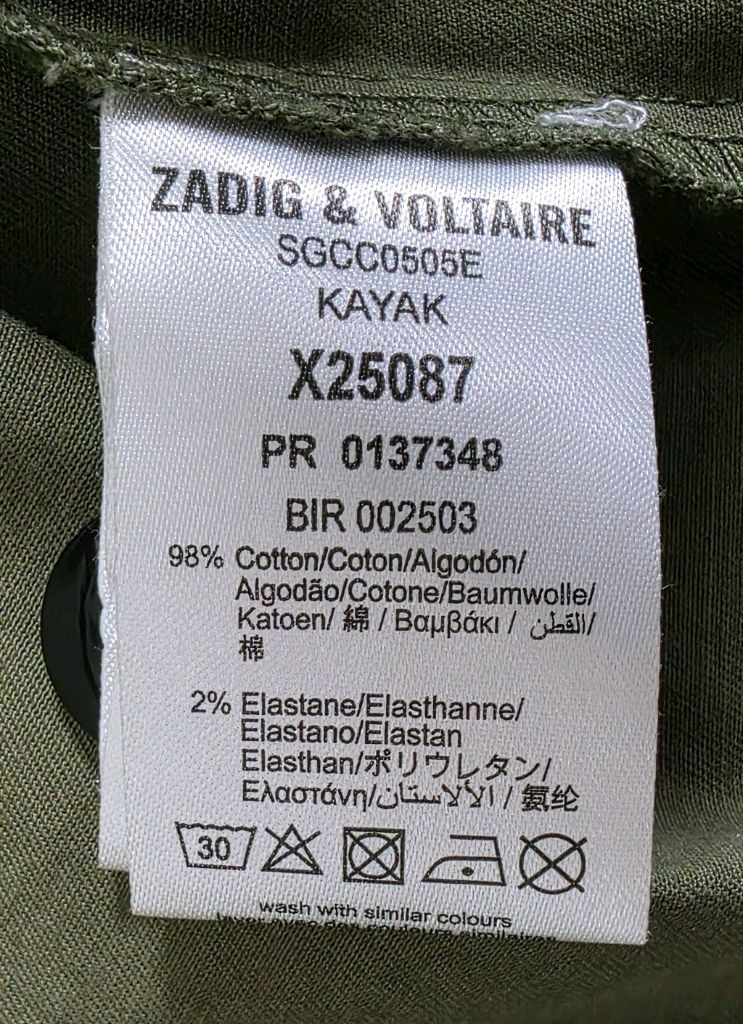 ZADIG & VOLTAIRE
SGCC0505E
KAYAK
X25087
PR 0137348
BIR 002503
98% Cotton/Coton/Algodón/
Algodão/Cotone/Baumwolle/
Katoen/ 綿 / Βαμβάκι / القطن/
棉
2% Elastane/Elasthanne/
Elastano/Elastan
Elasthan/ポリウレタン/
Ελαστάνη/الألاستان / 氨纶
30
wash with similar colours